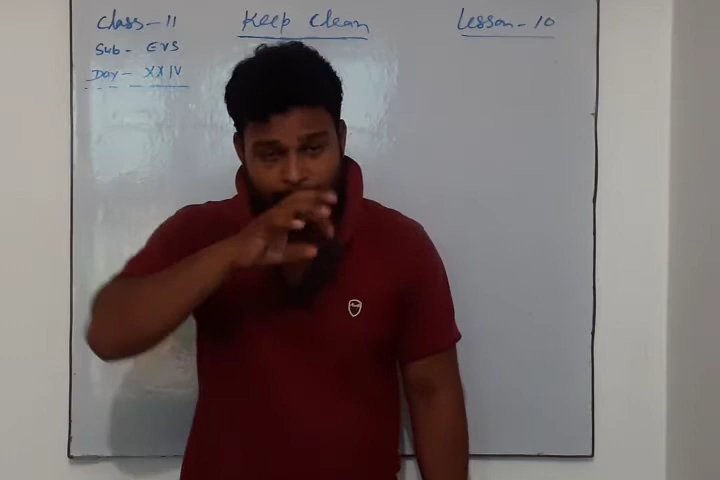 Class-II
Keep Clean
Lesson-10
Sub- EVS
Day- XXIV